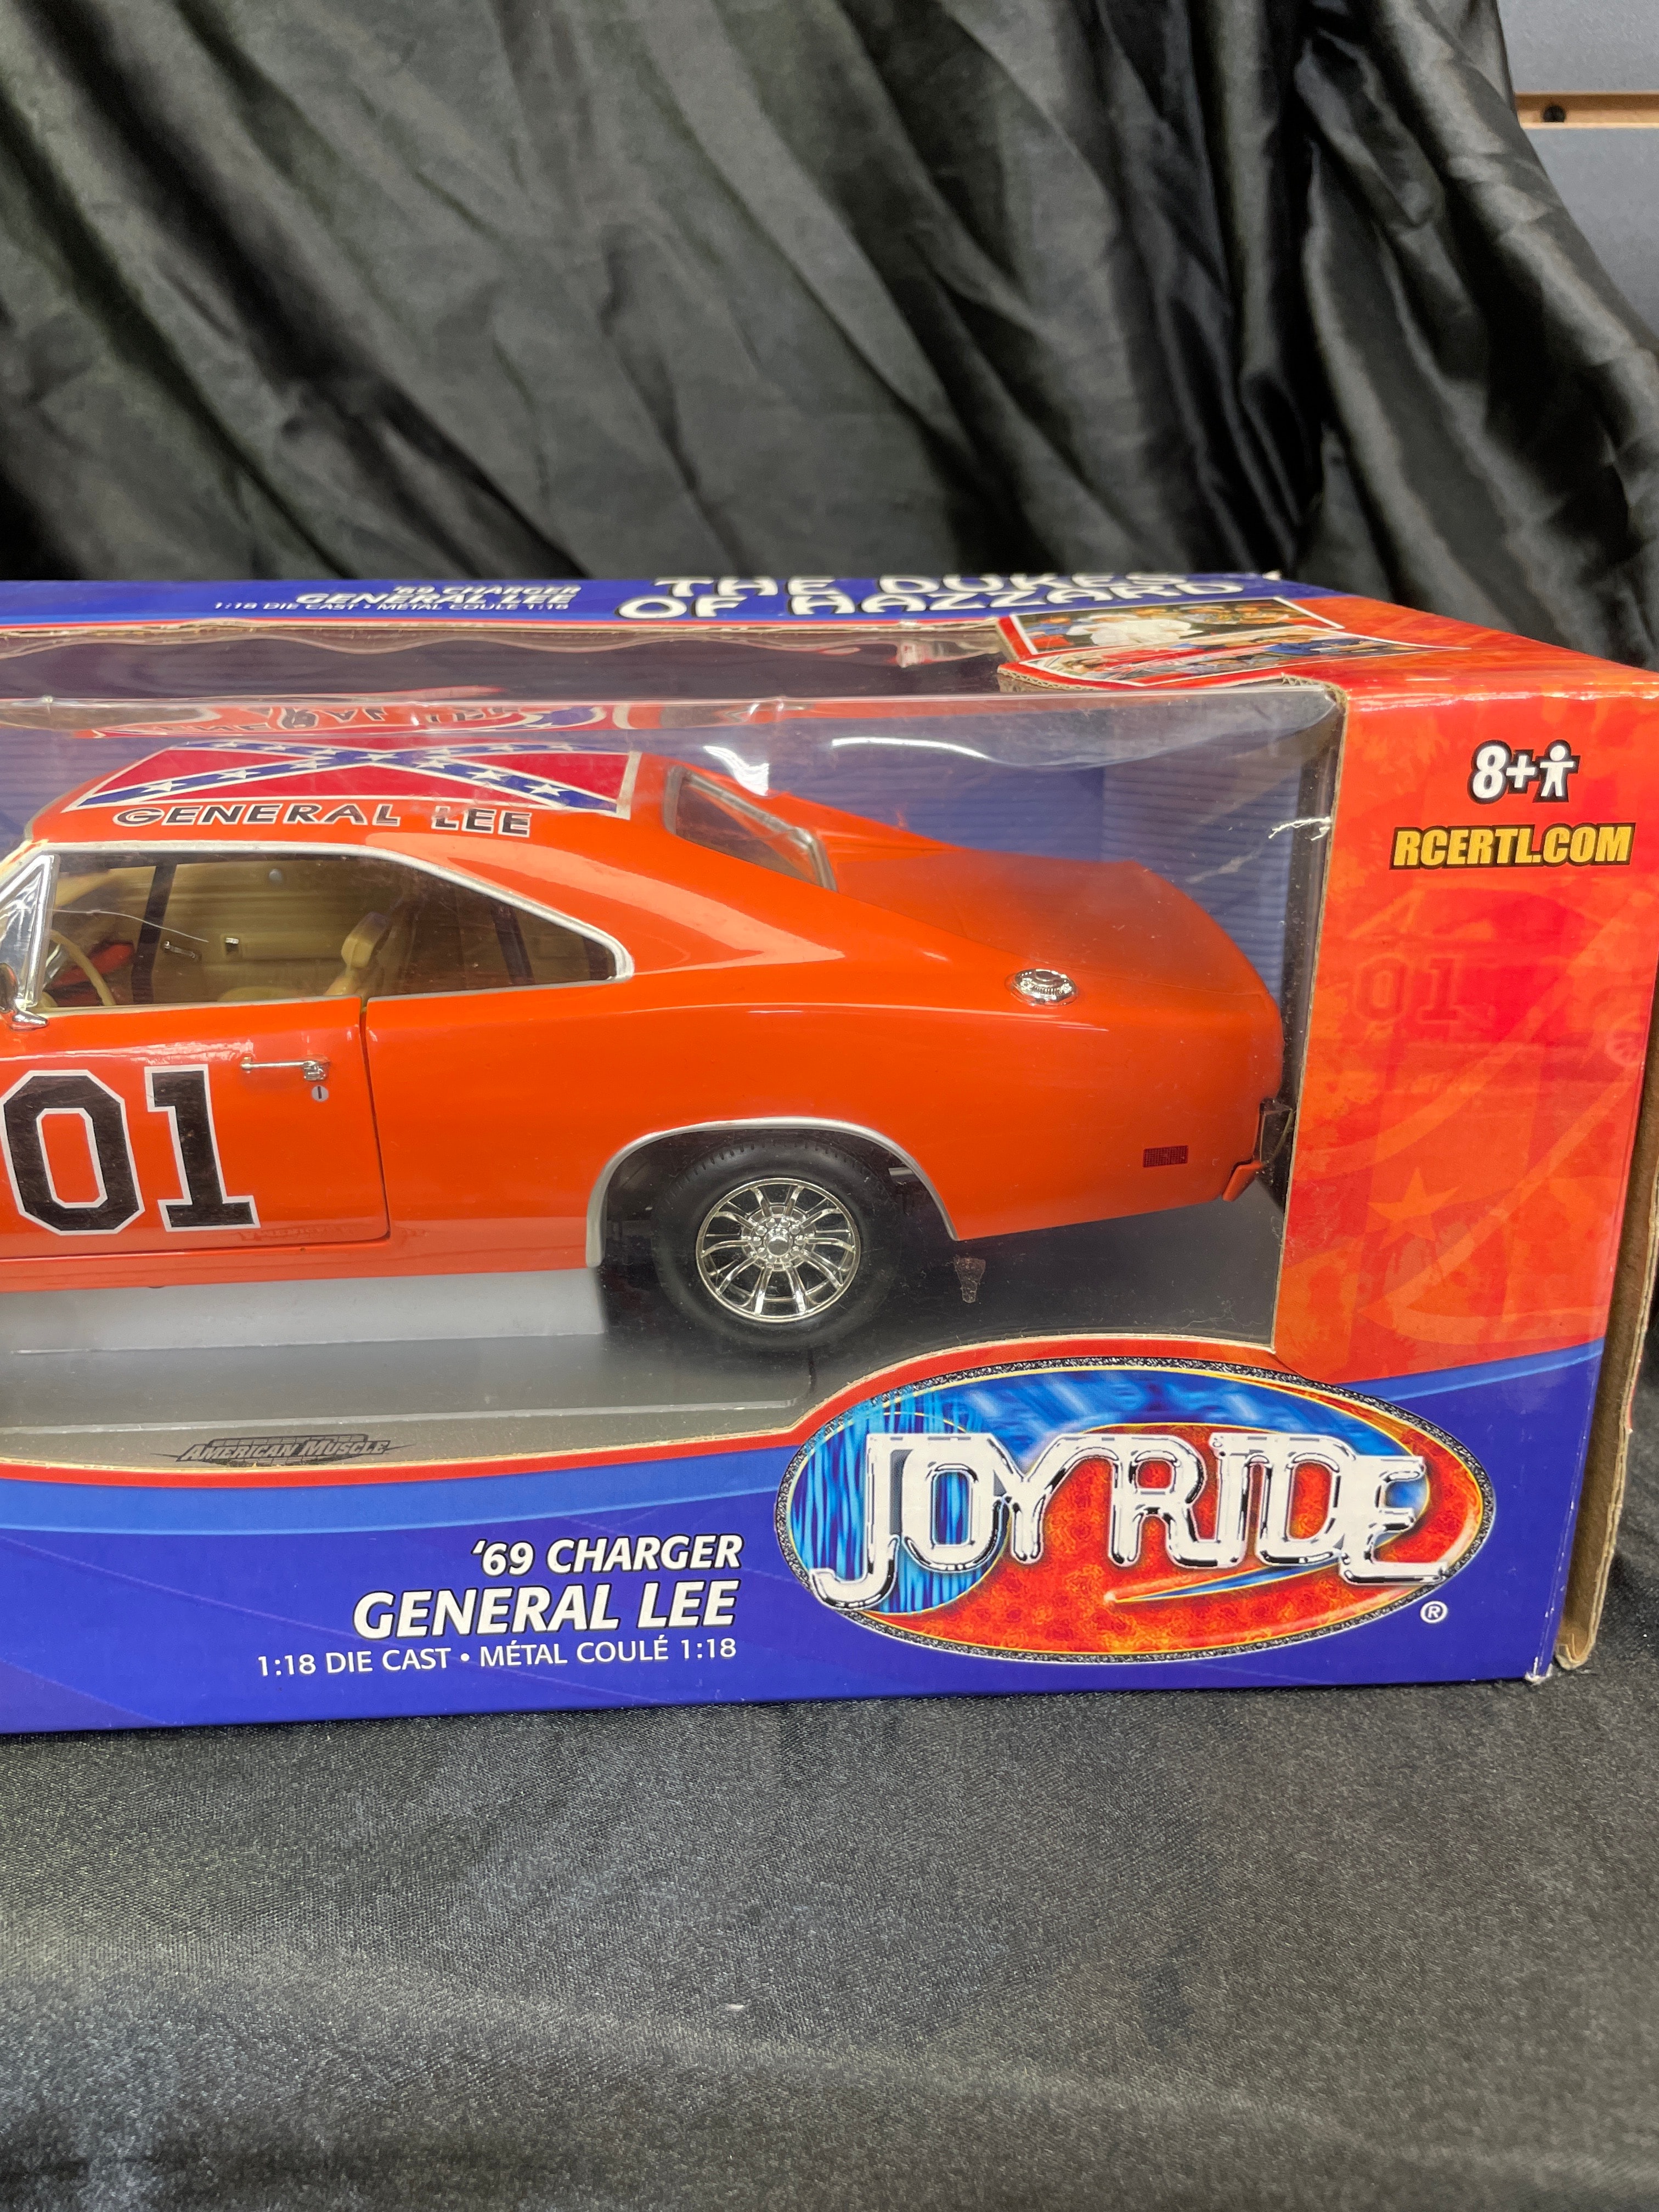 '69 CHARGER
GENERAL LEE
1:18 DIE CAST • MÉTAL COULÉ 1:18
THE DUKES
OF HAZZARD
8+
RCERTL.COM
GENERAL LEE
01
01
AMERICAN MUSCLE
JOYRIDE
®
'69 CHARGER
GENERAL LEE
1:18 DIE CAST • MÉTAL COULÉ 1:18